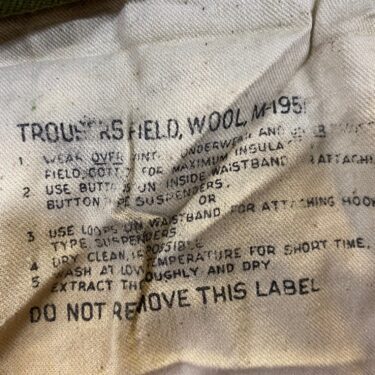 TROUSERS FIELD, WOOL M-1951
1 WEAR OVER WINTER UNDERWEAR AND UNDER
FIELD, COTTON FOR MAXIMUM INSULA
2 USE BUTTONS ON INSIDE WAISTBAND ATTACHI
BUTTON TYPE SUSPENDERS.
OR
3 USE LOOPS ON WAISTBAND FOR ATTACHING HOOK
TYPE SUSPENDERS.
4 DRY CLEAN, IF POSSIBLE
WASH AT LOW TEMPERATURE FOR SHORT TIME,
5 EXTRACT THOROUGHLY AND DRY
DO NOT REMOVE THIS LABEL